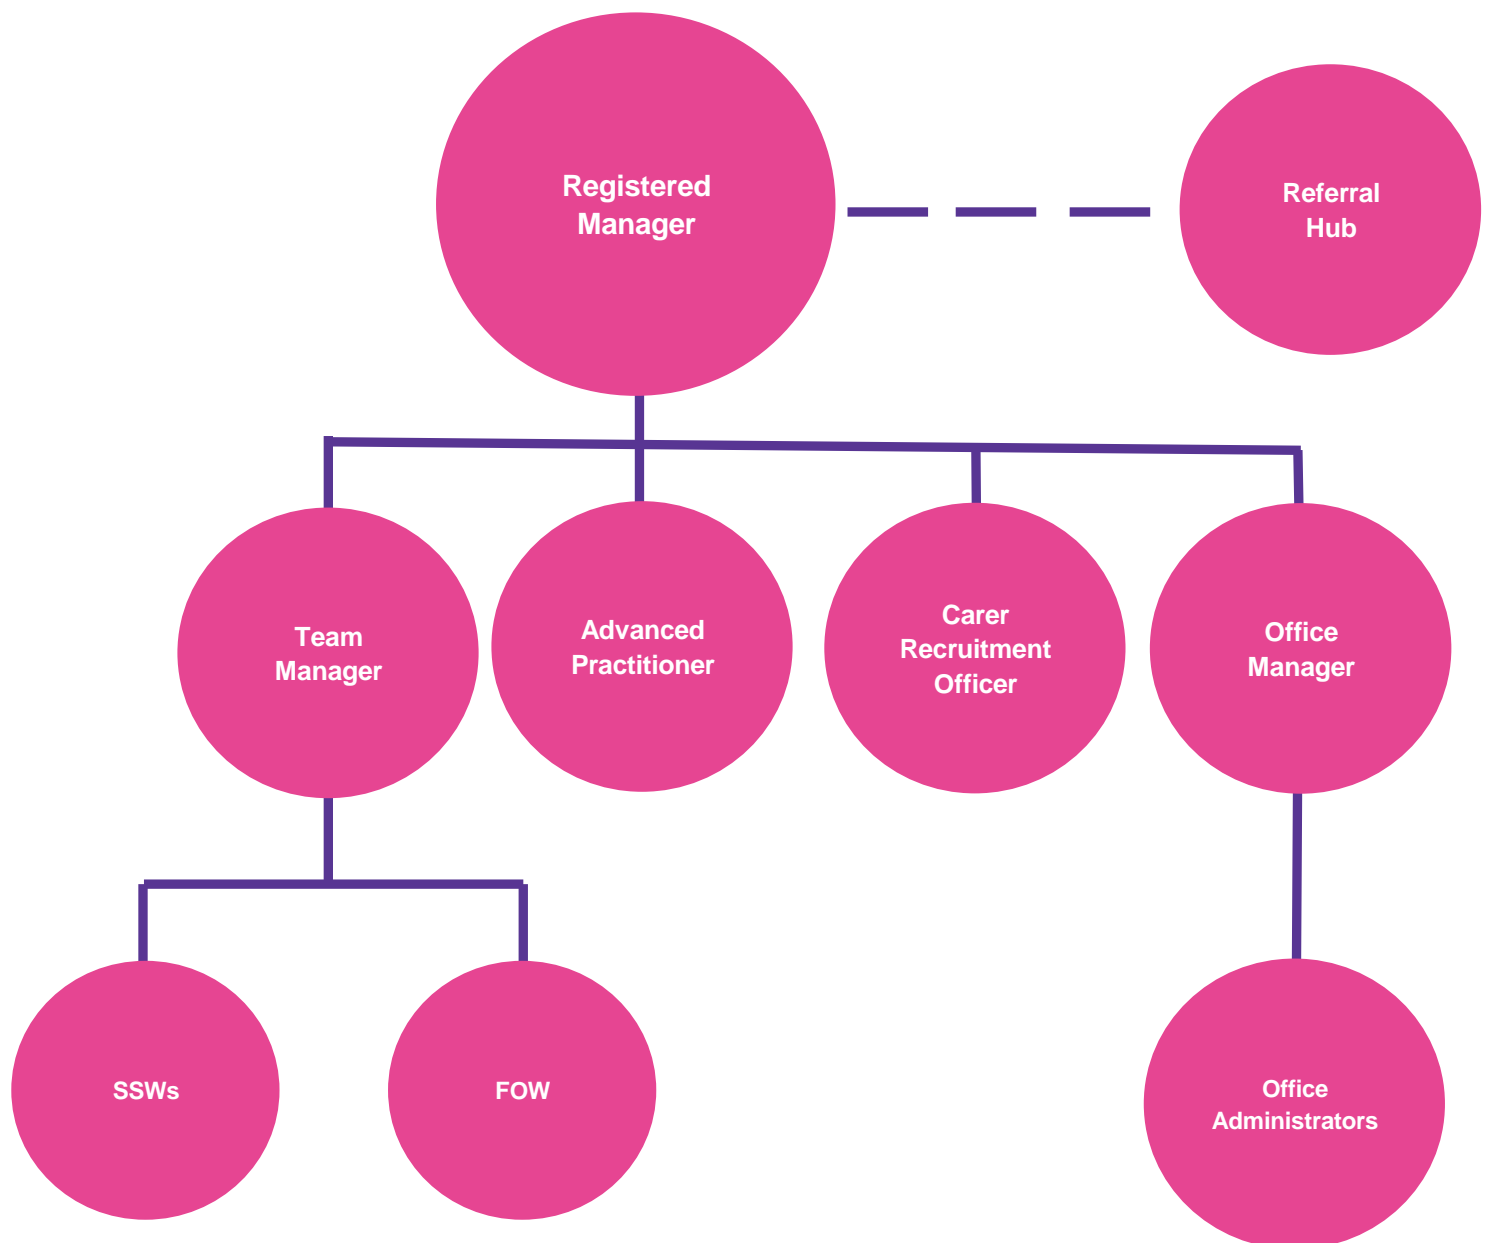 Registered
Manager
Referral
Hub
Team
Manager
Advanced
Practitioner
Carer
Recruitment
Officer
Office
Manager
SSWs
FOW
Office
Administrators